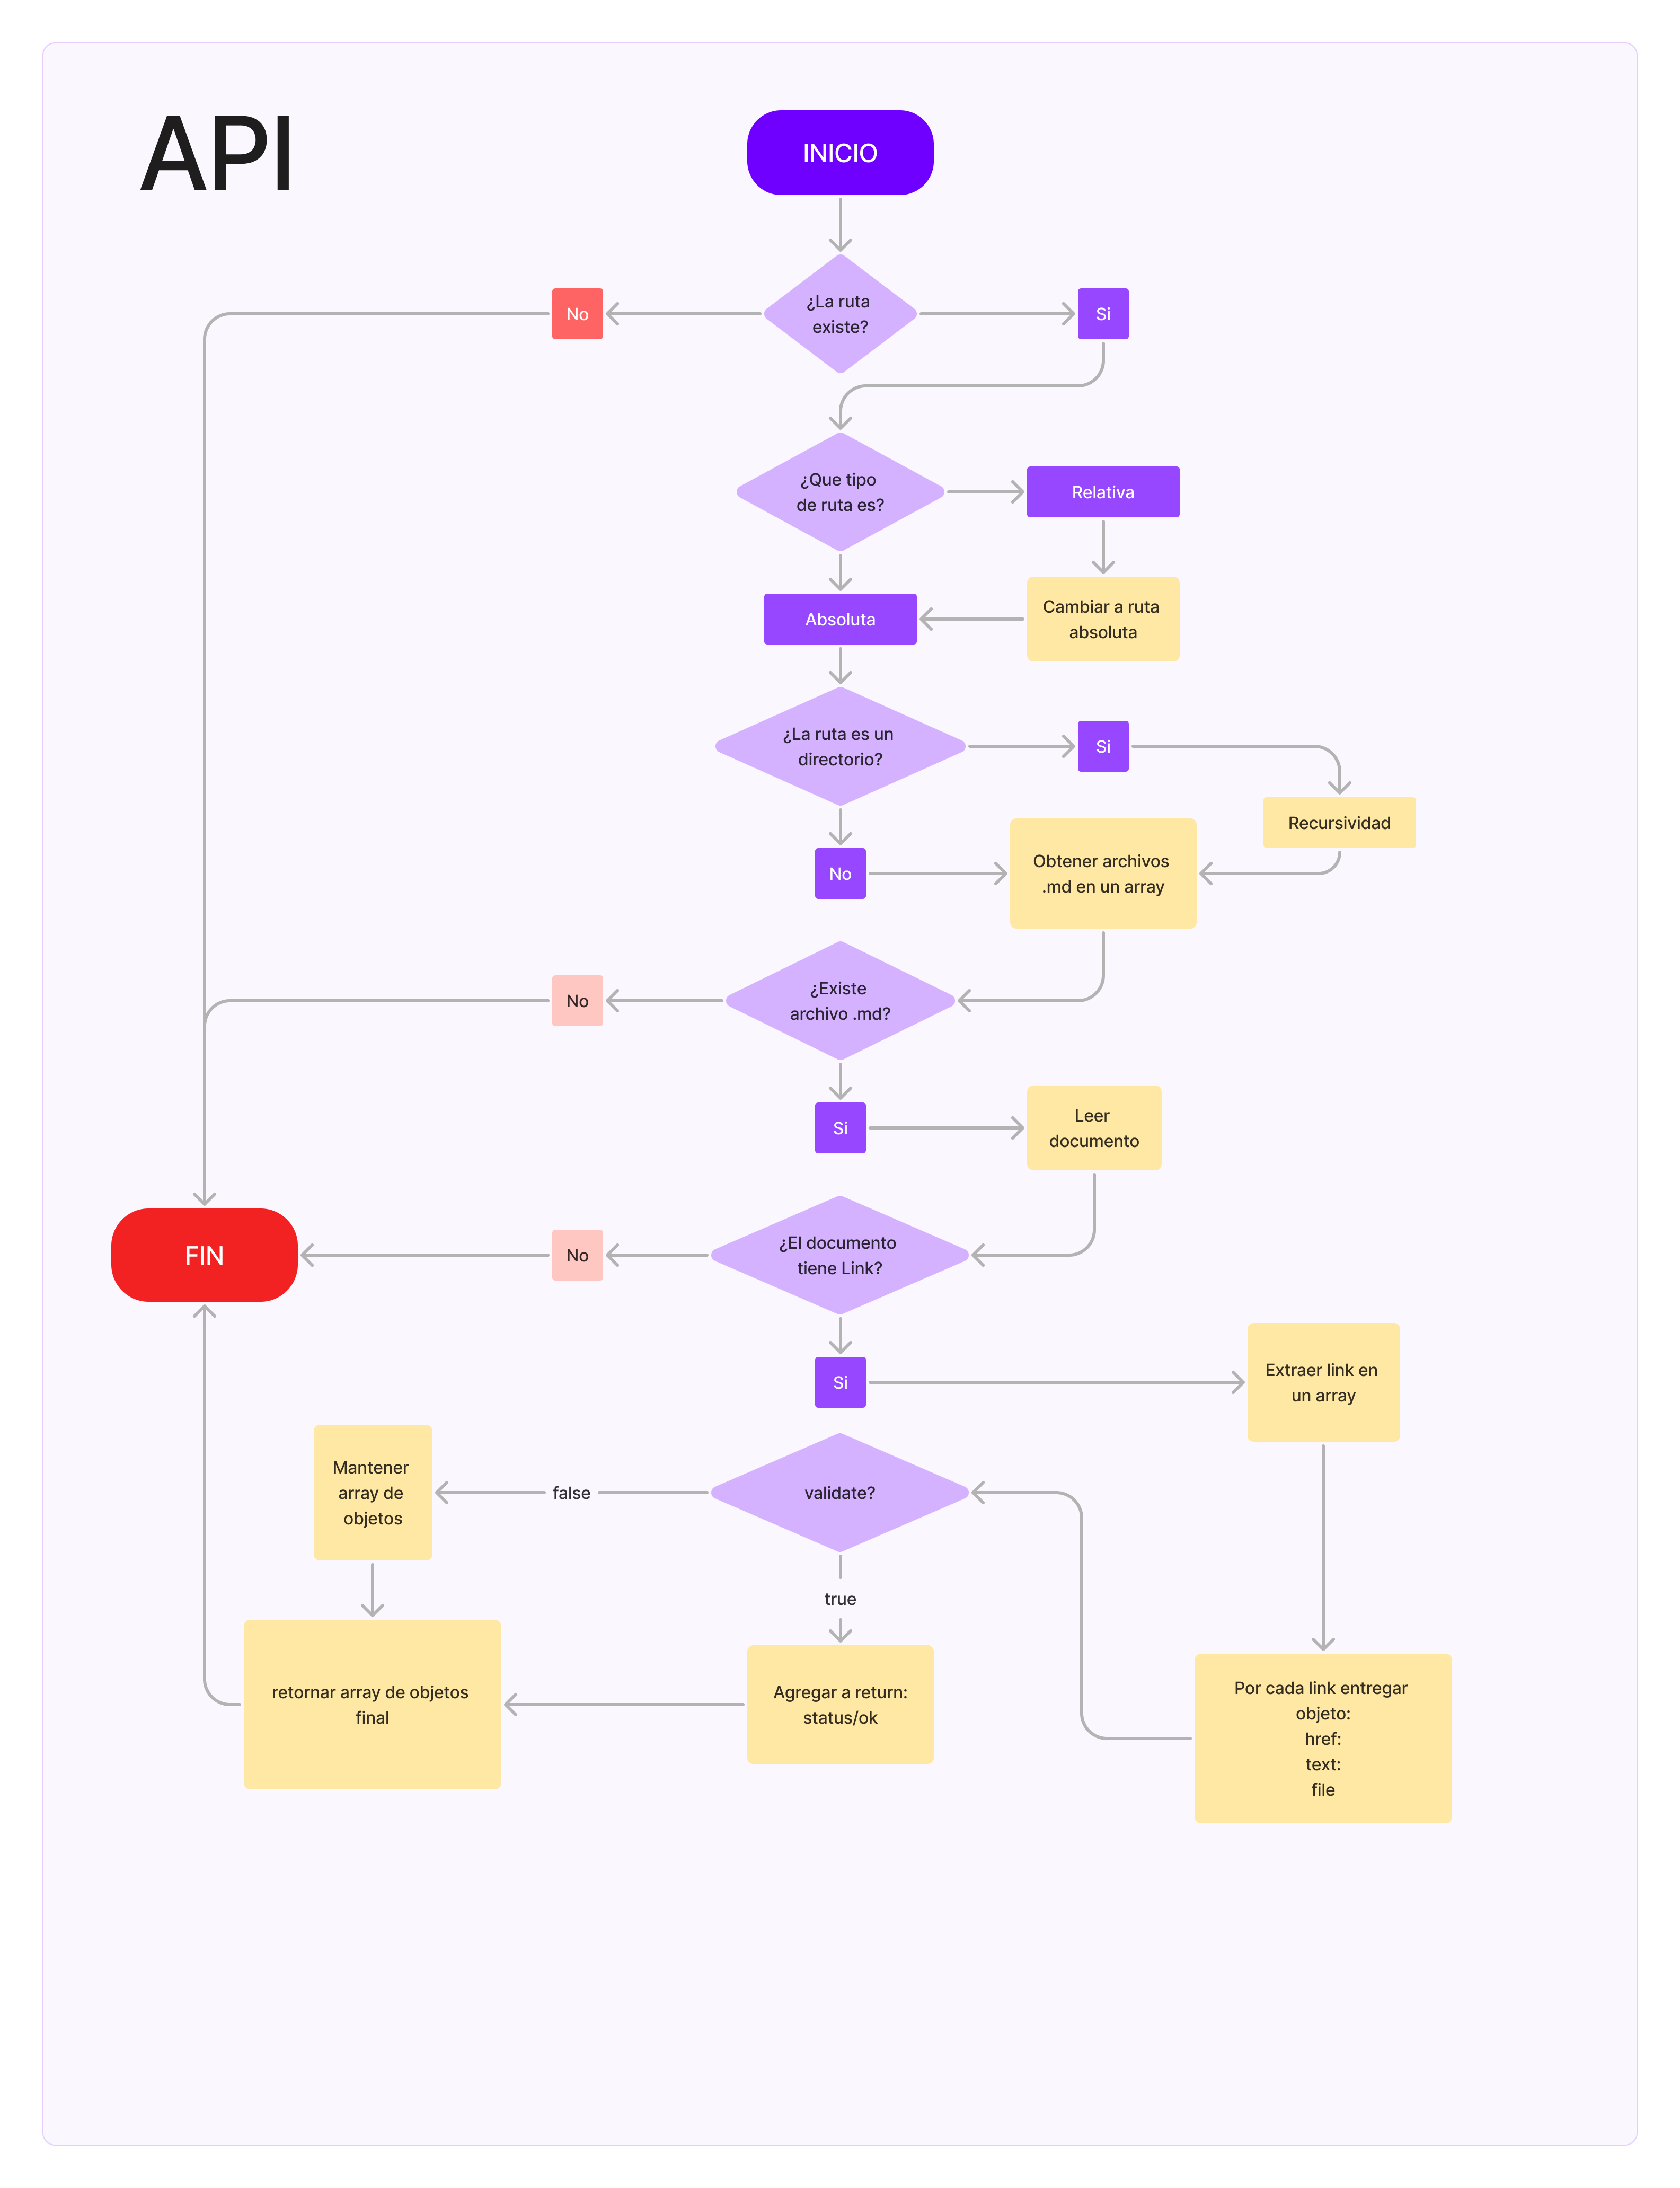 API
INICIO
¿La ruta
existe?
No
Si
¿Que tipo
de ruta es?
Relativa
Cambiar a ruta
absoluta
Absoluta
¿La ruta es un
directorio?
Si
Recursividad
No
Obtener archivos
.md en un array
¿Existe
archivo .md?
No
Si
Leer
documento
¿El documento
tiene Link?
No
FIN
Si
Extraer link en
un array
Mantener
array de
objetos
false
validate?
true
retornar array de objetos
final
Agregar a return:
status/ok
Por cada link entregar
objeto:
href:
text:
file